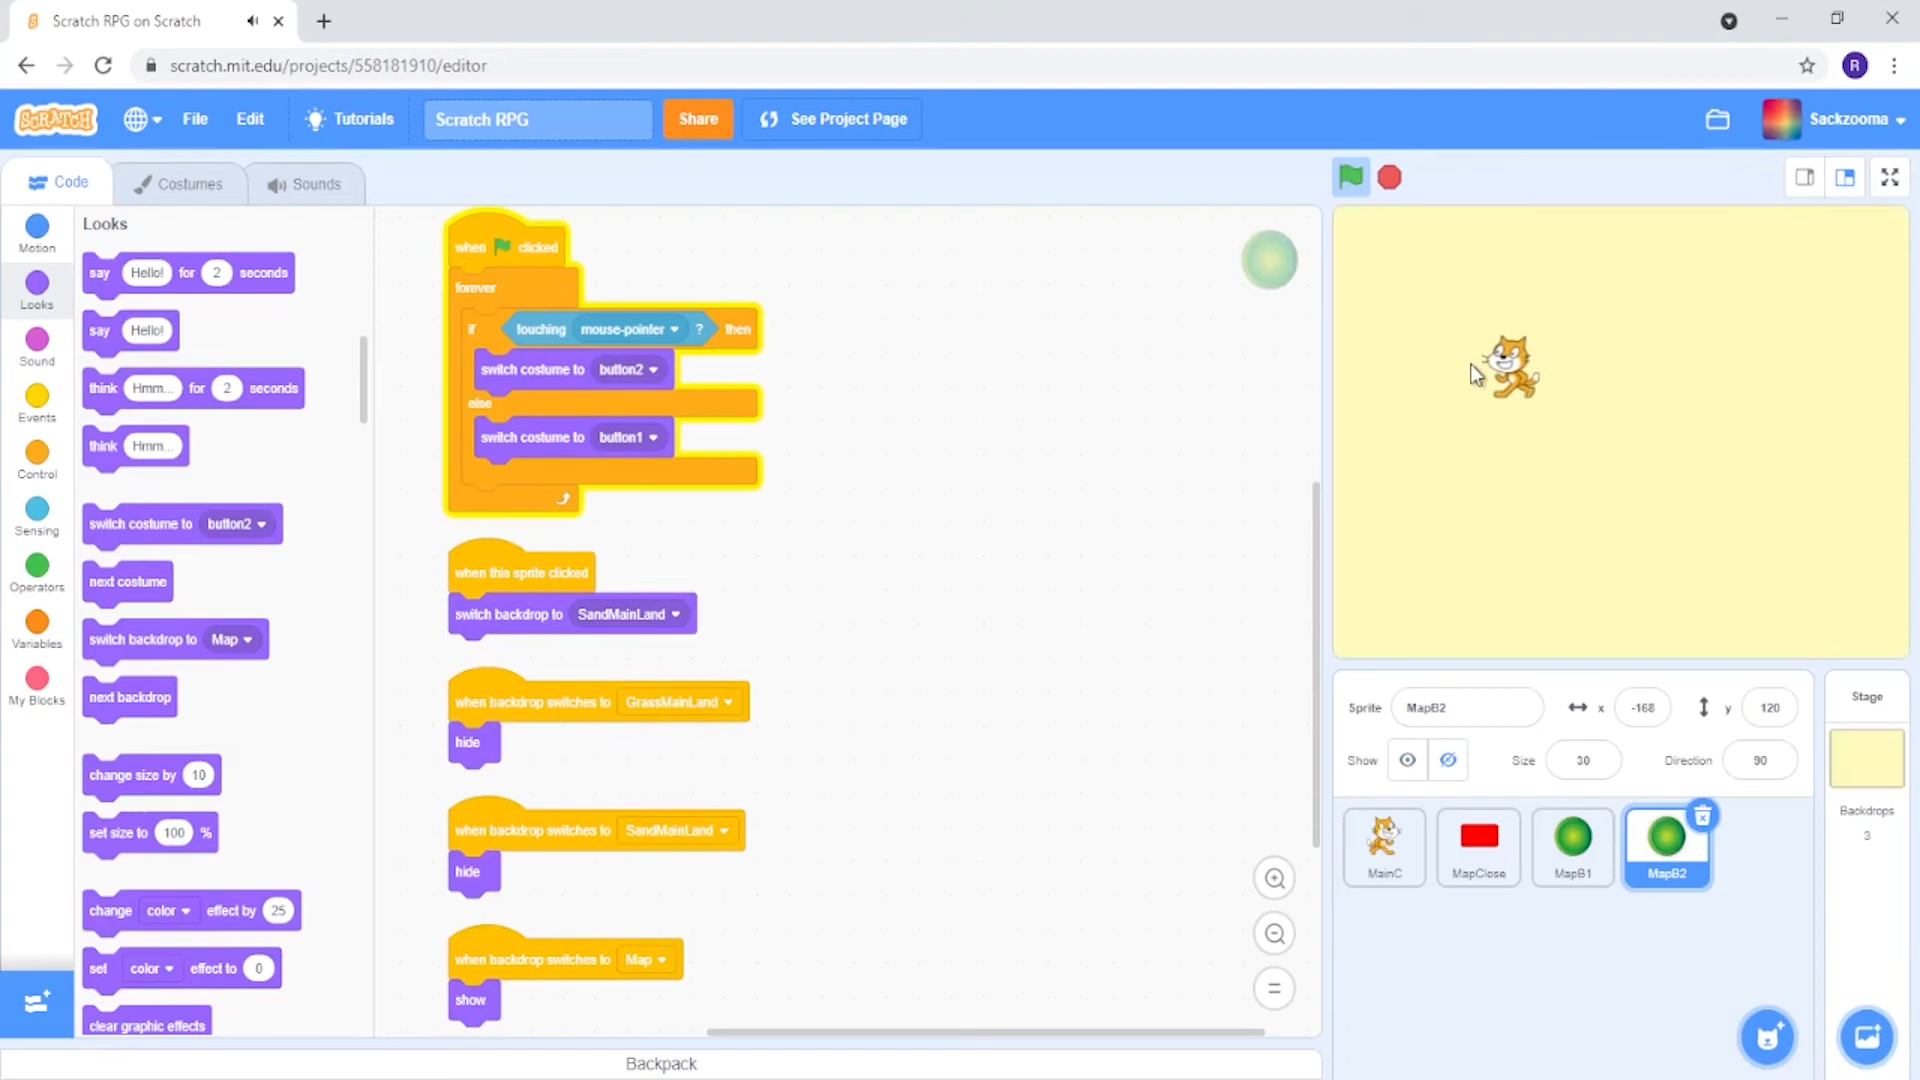 Scratch RPG on Scratch
scratch.mit.edu/projects/558181910/editor
R
SCRATCH
File
Edit
Tutorials
Scratch RPG
Share
See Project Page
Sackzooma
Code
Costumes
Sounds
Motion
Looks
Sound
Events
Control
Sensing
Operators
Variables
My Blocks
Looks
say Hello! for 2 seconds
say Hello!
think Hmm... for 2 seconds
think Hmm...
switch costume to button2
next costume
switch backdrop to Map
next backdrop
change size by 10
set size to 100 %
change color effect by 25
set color effect to 0
clear graphic effects
when clicked
forever
if touching mouse-pointer ? then
switch costume to button2
else
switch costume to button1
when this sprite clicked
switch backdrop to SandMainLand
when backdrop switches to GrassMainLand
hide
when backdrop switches to SandMainLand
hide
when backdrop switches to Map
show
Backpack
Sprite MapB2 x -168 y 120
Show Size 30 Direction 90
MainC
MapClose
MapB1
MapB2
Stage
Backdrops
3